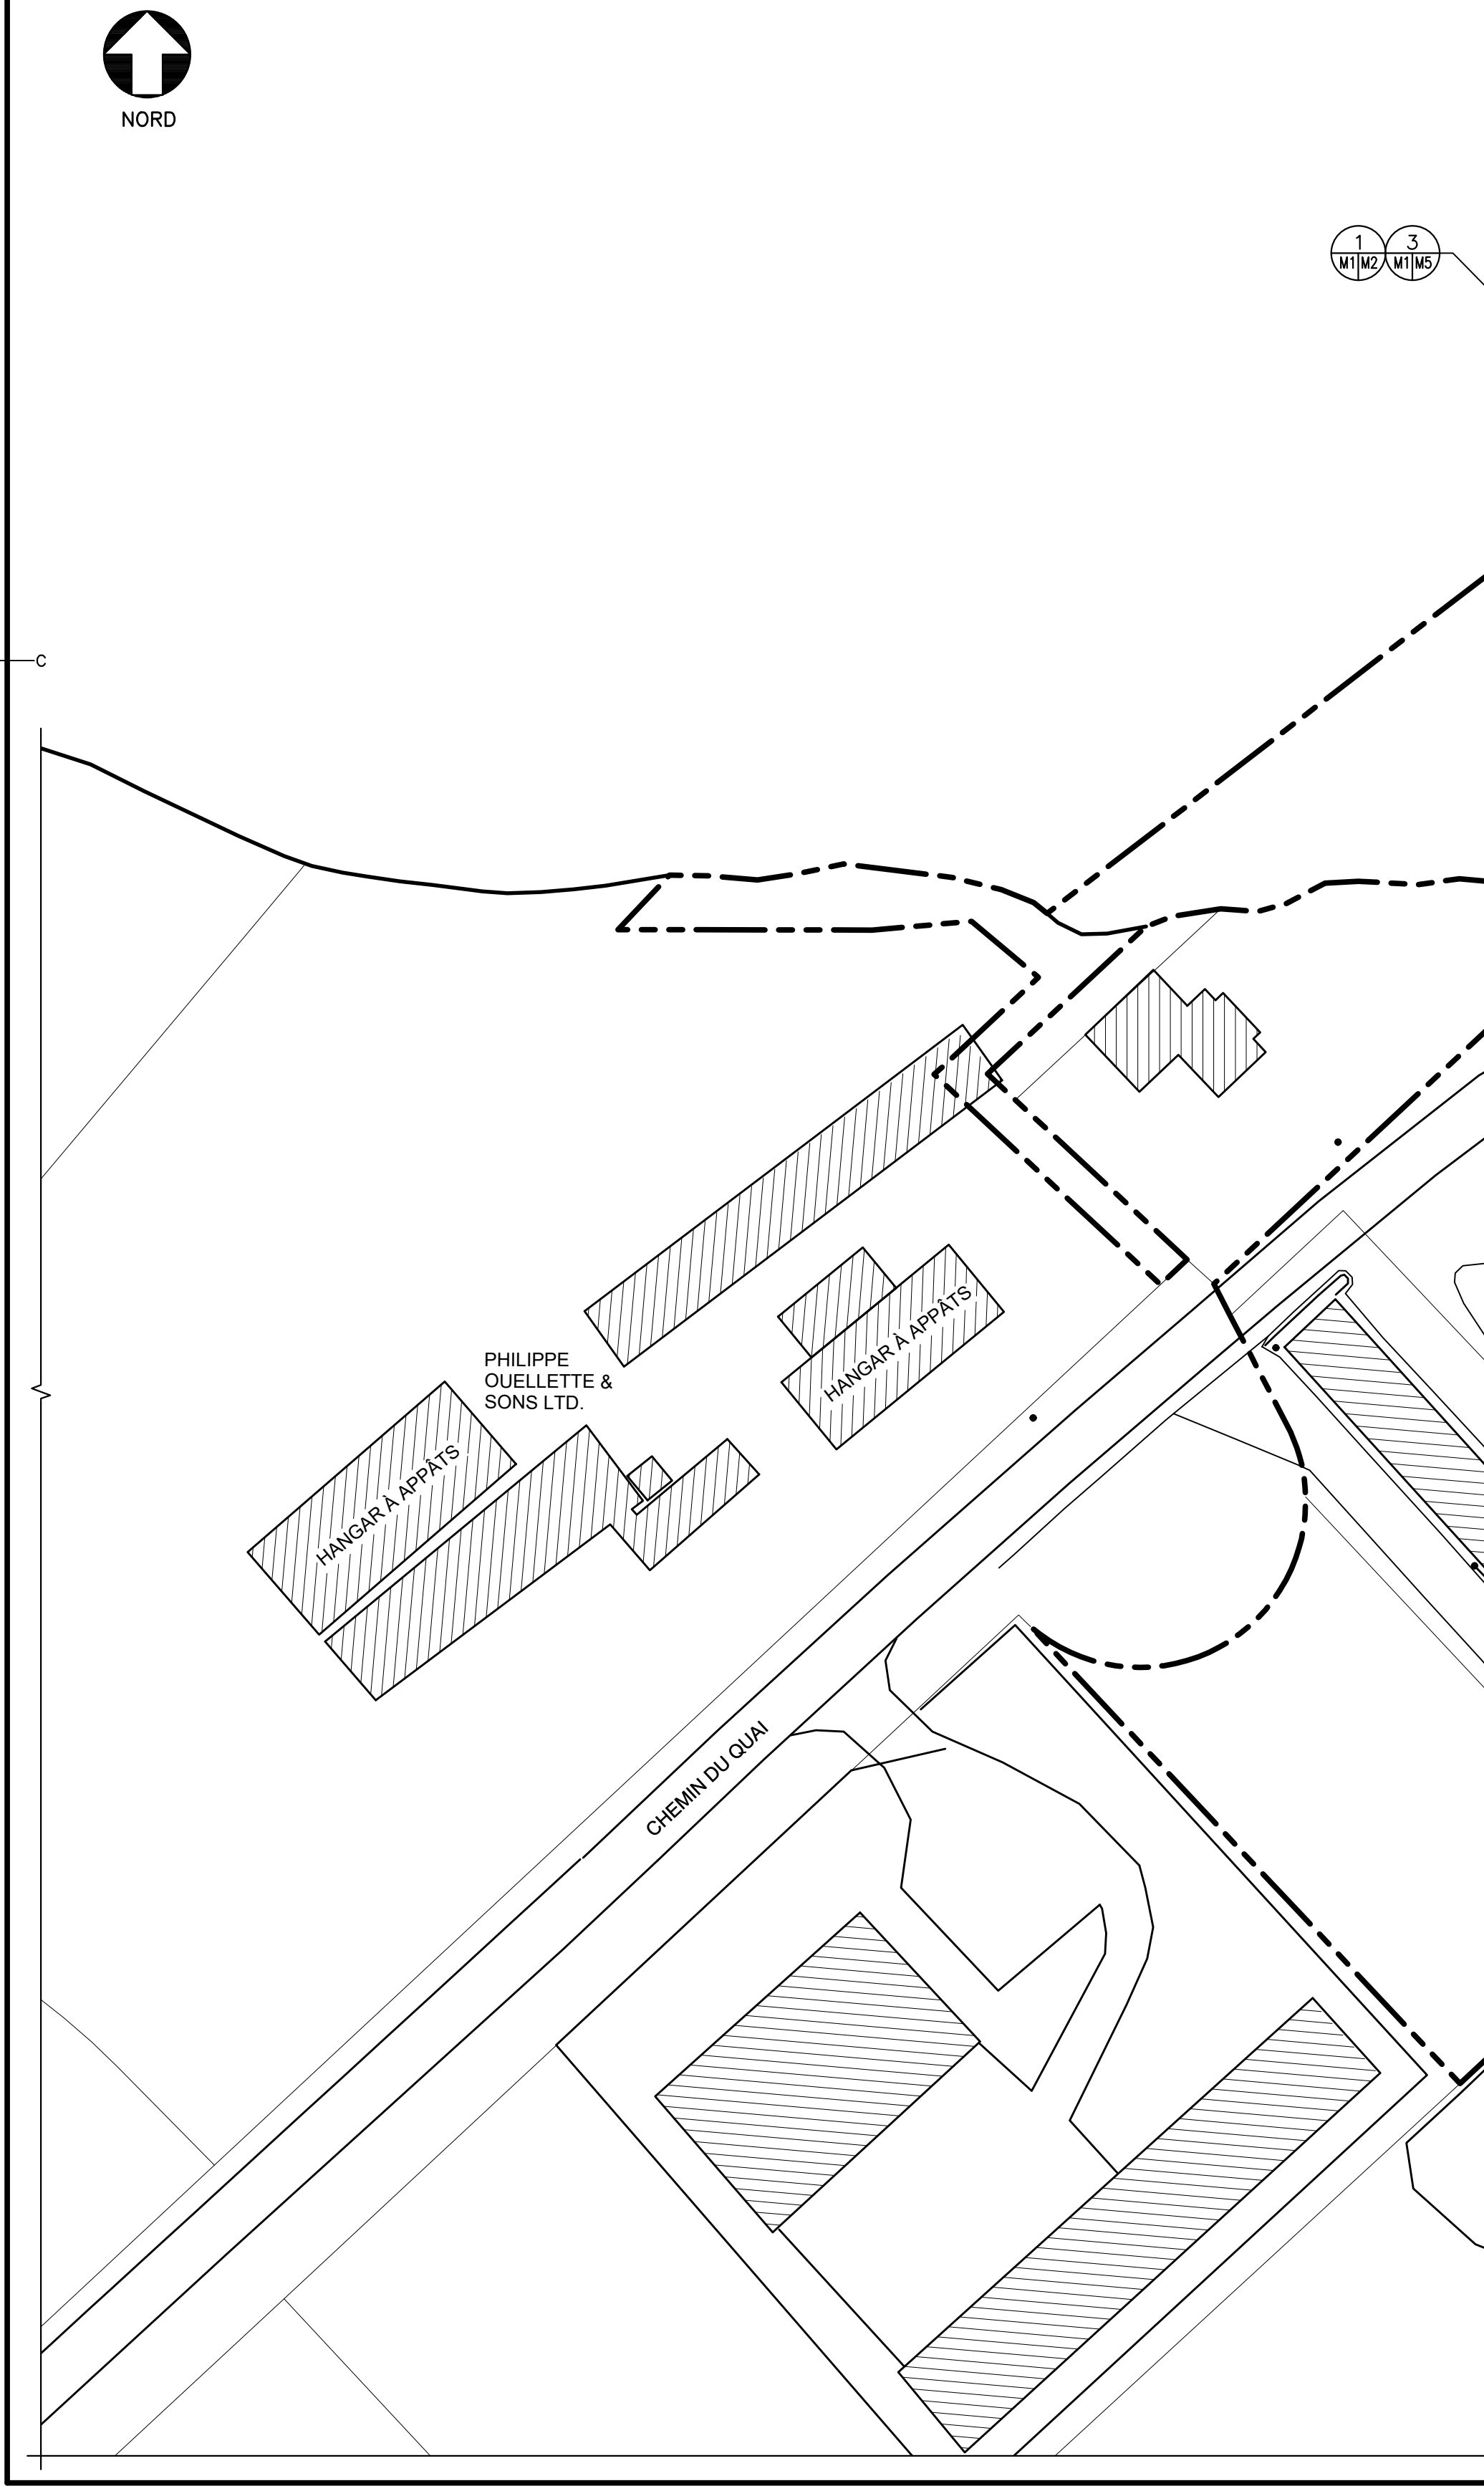 NORD
1 3
M1 M2 M1 M5
C
PHILIPPE
OUELLETTE &
SONS LTD.
HANGAR À APPÂTS
HANGAR À APPÂTS
CHEMIN DU QUAI